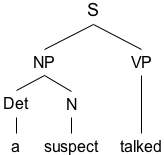 S
NP VP
Det N
a suspect talked